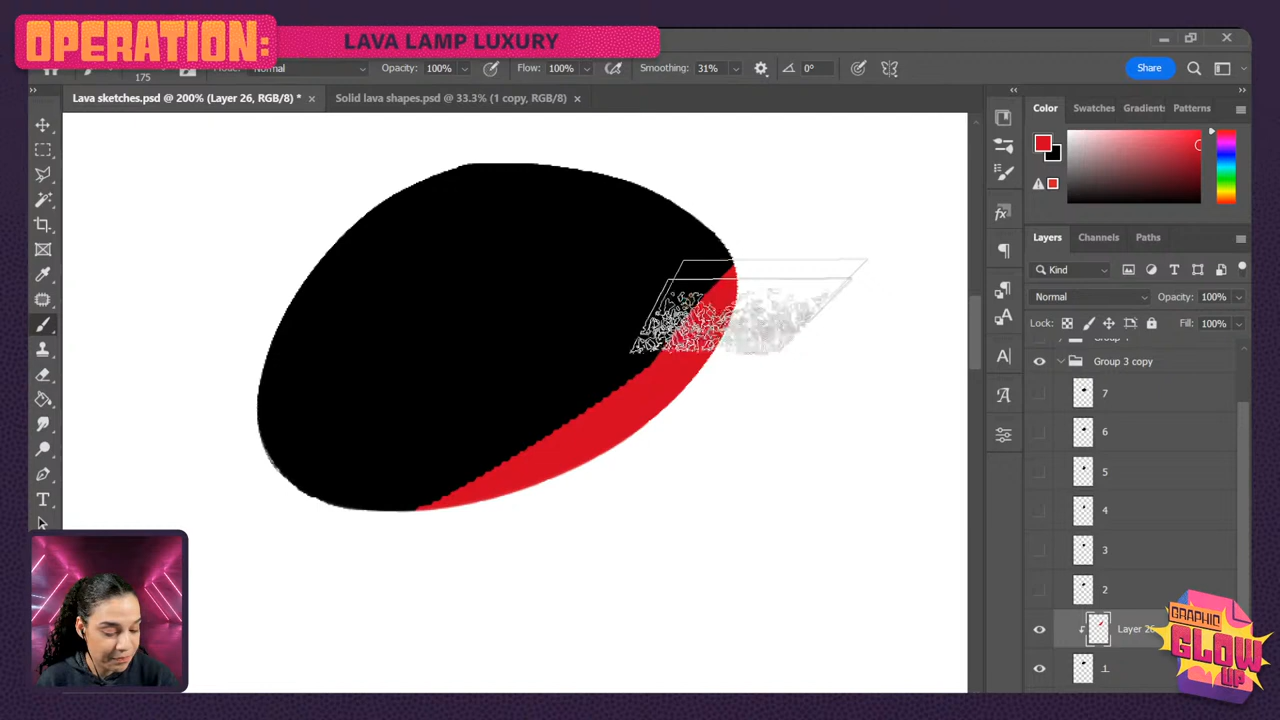 OPERATION:
LAVA LAMP LUXURY
175
Normal
Opacity: 100%
Flow: 100%
Smoothing: 31%
0°
Share
Lava sketches.psd @ 200% (Layer 26, RGB/8) *
Solid lava shapes.psd @ 33.3% (1 copy, RGB/8)
Color
Swatches
Gradient:
Patterns
Layers
Channels
Paths
Kind
Normal
Opacity: 100%
Lock:
Fill: 100%
Group 3 copy
7
6
5
4
3
2
Layer 26
1
GRAPHIC
GLOW
UP